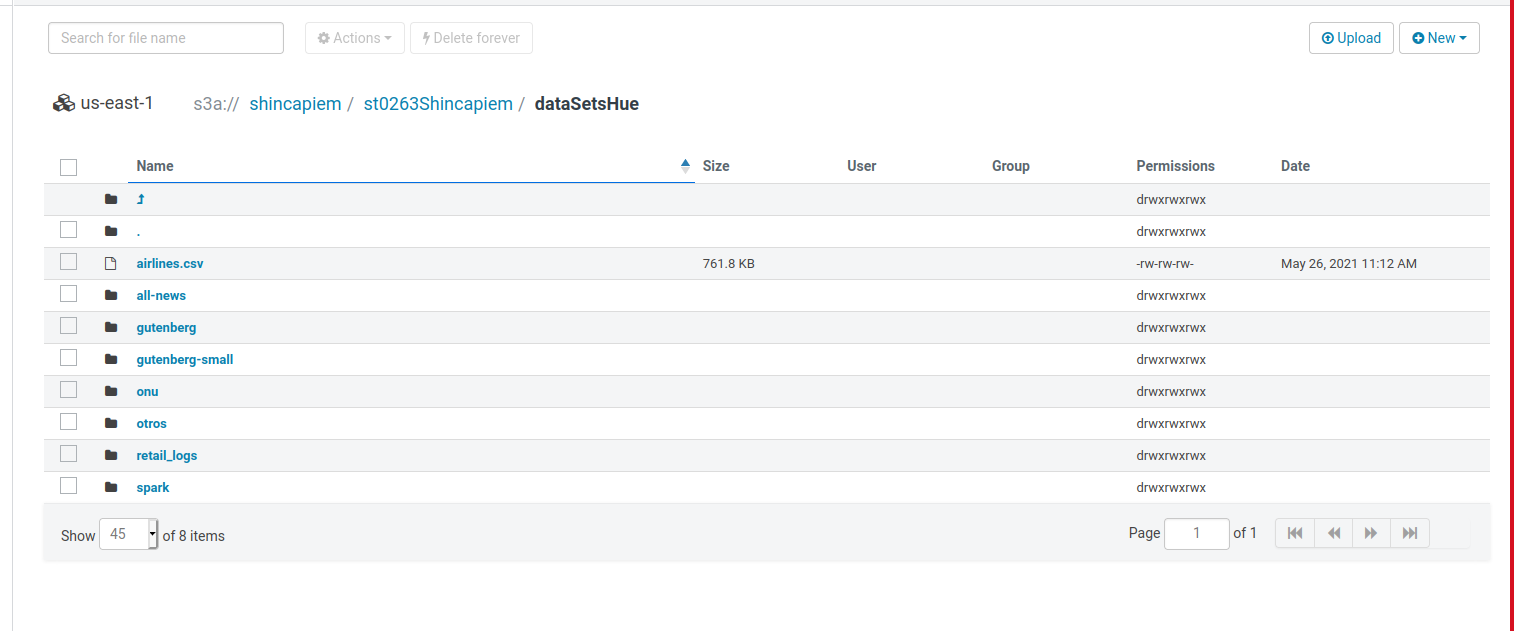 Search for file name Actions Delete forever Upload New
us-east-1 s3a:// shincapiem / st0263Shincapiem / dataSetsHue
Name Size User Group Permissions Date
drwxrwxrwx
. drwxrwxrwx
airlines.csv 761.8 KB -rw-rw-rw- May 26, 2021 11:12 AM
all-news drwxrwxrwx
gutenberg drwxrwxrwx
gutenberg-small drwxrwxrwx
onu drwxrwxrwx
otros drwxrwxrwx
retail_logs drwxrwxrwx
spark drwxrwxrwx
Show 45 of 8 items Page 1 of 1